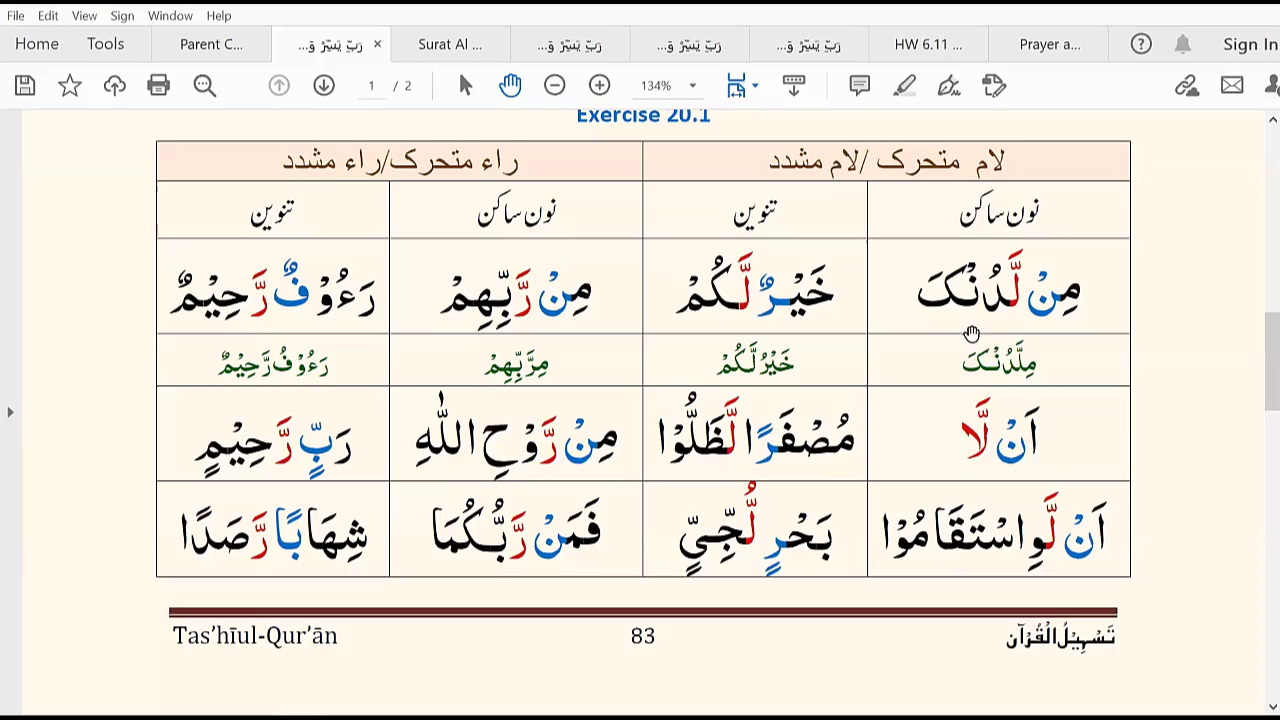 File Edit View Sign Window Help
Home Tools Parent C... رَبِّ يَسِّرْ وَ... × Surat Al ... رَبِّ يَسِّرْ وَ... رَبِّ يَسِّرْ وَ... رَبِّ يَسِّرْ وَ... HW 6.11 ... Prayer a... Sign In
1 / 2 134%
Exercise 20.1
لام متحرک /لام مشدد راء متحرک/راء مشدد
نون ساکن تنوین نون ساکن تنوین
مِنْ لَّدُنْکَ خَیْرٌ لَّکُمْ مِنْ رَّبِّهِمْ رَءُوْفٌ رَّحِیْمٌ
مِلَّدُنْکَ خَیْرُلَّکُمْ مِرَّبِّهِمْ رَءُوْفُرَّحِیْمٌ
اَنْ لَّا مُصْفَرًّا لَّظَلُّوْا مِنْ رَّوْحِ اللّٰهِ رَبٍّ رَّحِیْمٍ
اَنْ لَّوِاسْتَقَامُوْا بَحْرٍ لُّجِّیٍّ فَمَنْ رَّبُّکُمَا شِهَابًا رَّصَدًا
Tas’hīul-Qur’ān 83 تَسْہِیْلُ الْقُرْآن